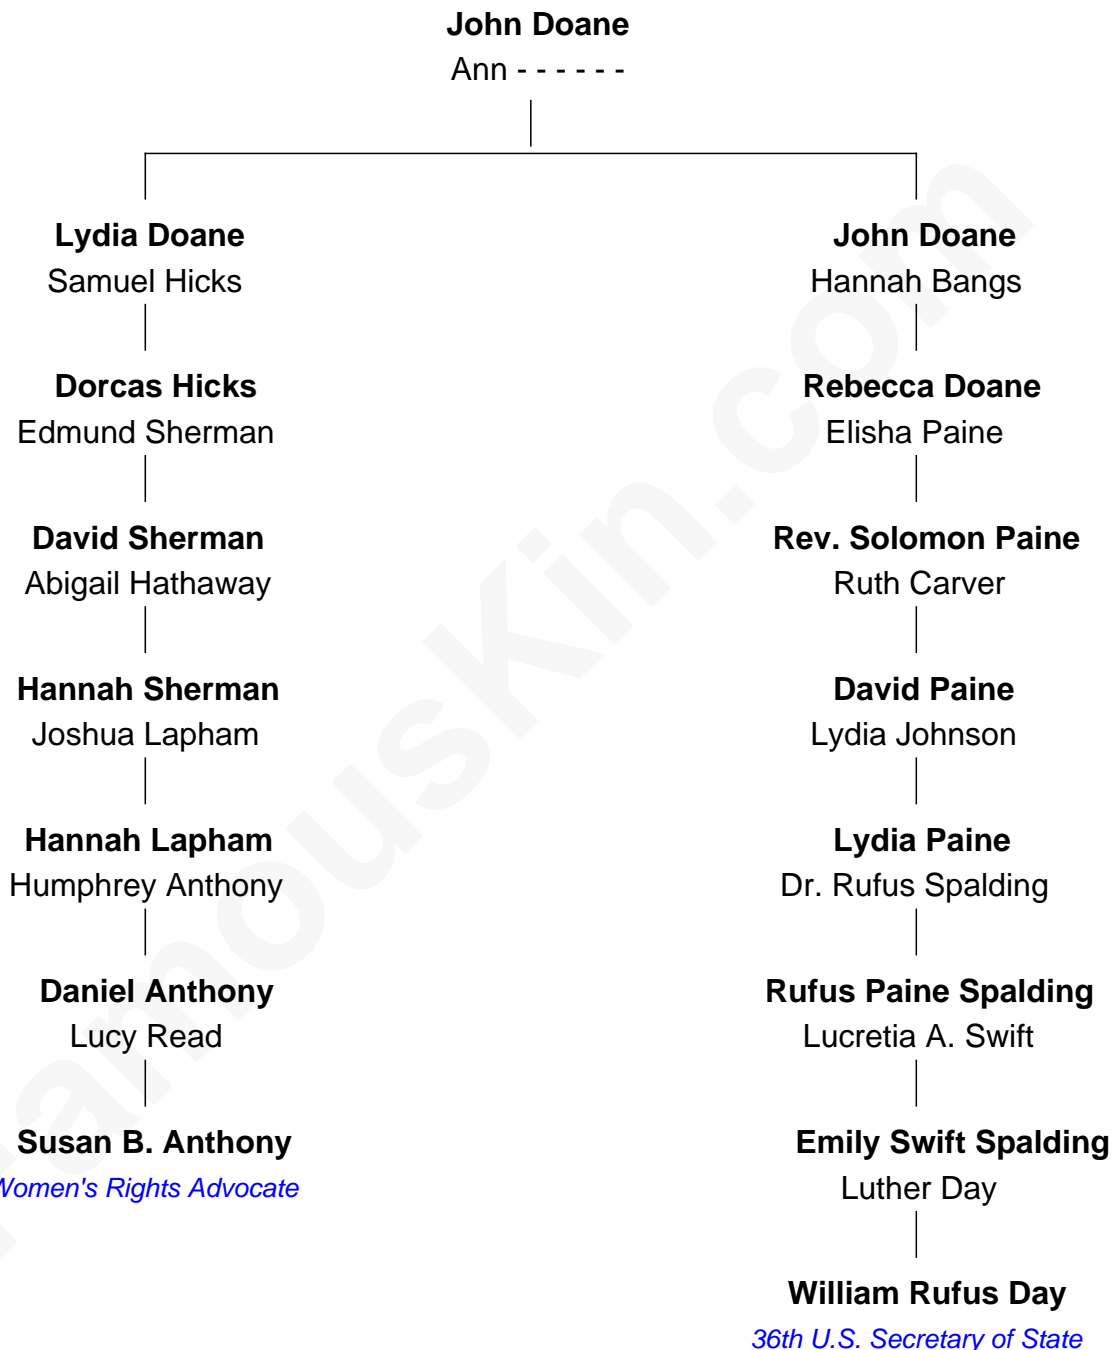 John Doane
Ann - - - - - -
Lydia Doane
Samuel Hicks
Dorcas Hicks
Edmund Sherman
David Sherman
Abigail Hathaway
Hannah Sherman
Joshua Lapham
Hannah Lapham
Humphrey Anthony
Daniel Anthony
Lucy Read
Susan B. Anthony
Women's Rights Advocate
John Doane
Hannah Bangs
Rebecca Doane
Elisha Paine
Rev. Solomon Paine
Ruth Carver
David Paine
Lydia Johnson
Lydia Paine
Dr. Rufus Spalding
Rufus Paine Spalding
Lucretia A. Swift
Emily Swift Spalding
Luther Day
William Rufus Day
36th U.S. Secretary of State
FamousKin.com